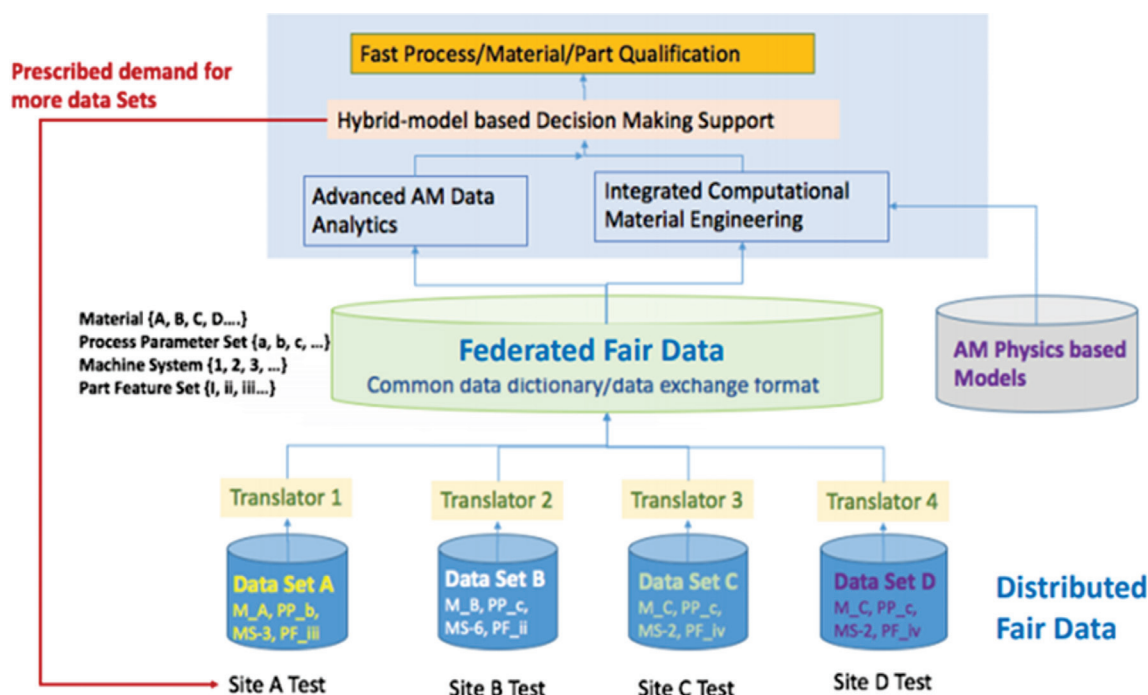 Fast Process/Material/Part Qualification
Prescribed demand for
more data Sets
Hybrid-model based Decision Making Support
Advanced AM Data
Analytics
Integrated Computational
Material Engineering
Material {A, B, C, D....}
Process Parameter Set {a, b, c, ...}
Machine System {1, 2, 3, ...}
Part Feature Set {I, ii, iii...}
Federated Fair Data
Common data dictionary/data exchange format
AM Physics based
Models
Translator 1
Translator 2
Translator 3
Translator 4
Data Set A
M_A, PP_b,
MS-3, PF_iii
Data Set B
M_B, PP_c,
MS-6, PF_ii
Data Set C
M_C, PP_c,
MS-2, PF_iv
Data Set D
M_C, PP_c,
MS-2, PF_iv
Distributed
Fair Data
Site A Test
Site B Test
Site C Test
Site D Test